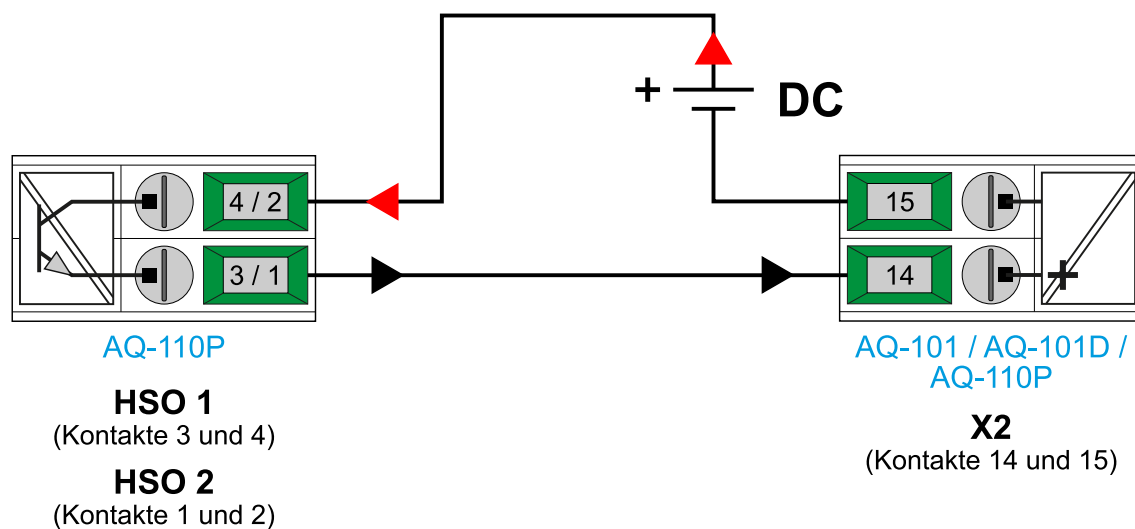 + DC
4 / 2
3 / 1
15
14
+
AQ-110P
HSO 1
(Kontakte 3 und 4)
HSO 2
(Kontakte 1 und 2)
AQ-101 / AQ-101D /
AQ-110P
X2
(Kontakte 14 und 15)